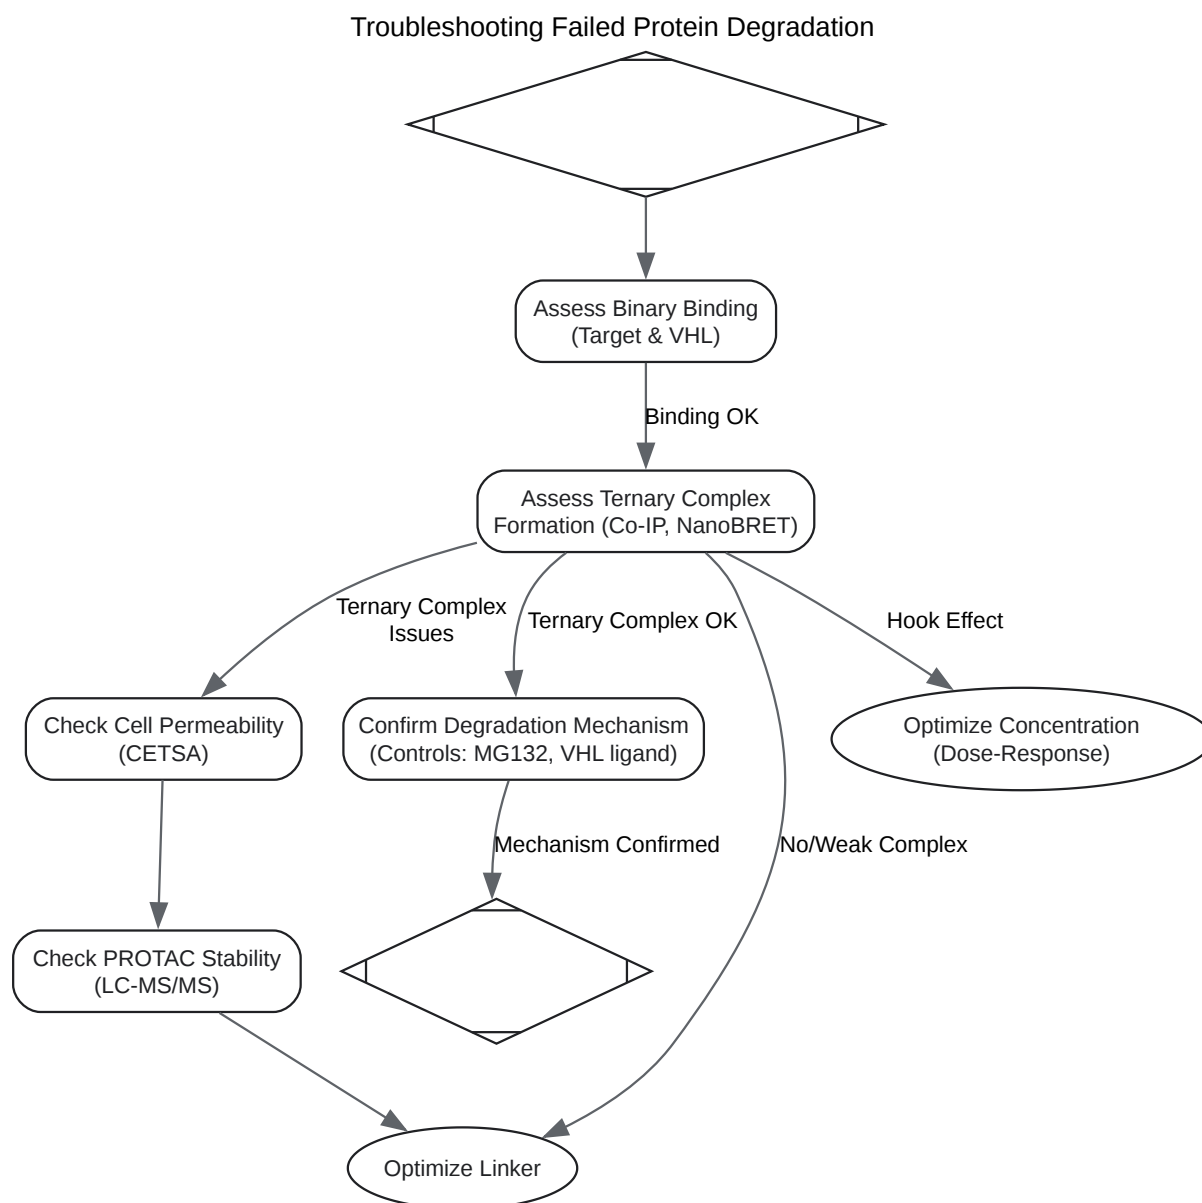 Troubleshooting Failed Protein Degradation
Assess Binary Binding
(Target & VHL)
Binding OK
Assess Ternary Complex
Formation (Co-IP, NanoBRET)
Ternary Complex
Issues
Ternary Complex OK
Hook Effect
Check Cell Permeability
(CETSA)
Confirm Degradation Mechanism
(Controls: MG132, VHL ligand)
Optimize Concentration
(Dose-Response)
Mechanism Confirmed
No/Weak Complex
Check PROTAC Stability
(LC-MS/MS)
Optimize Linker